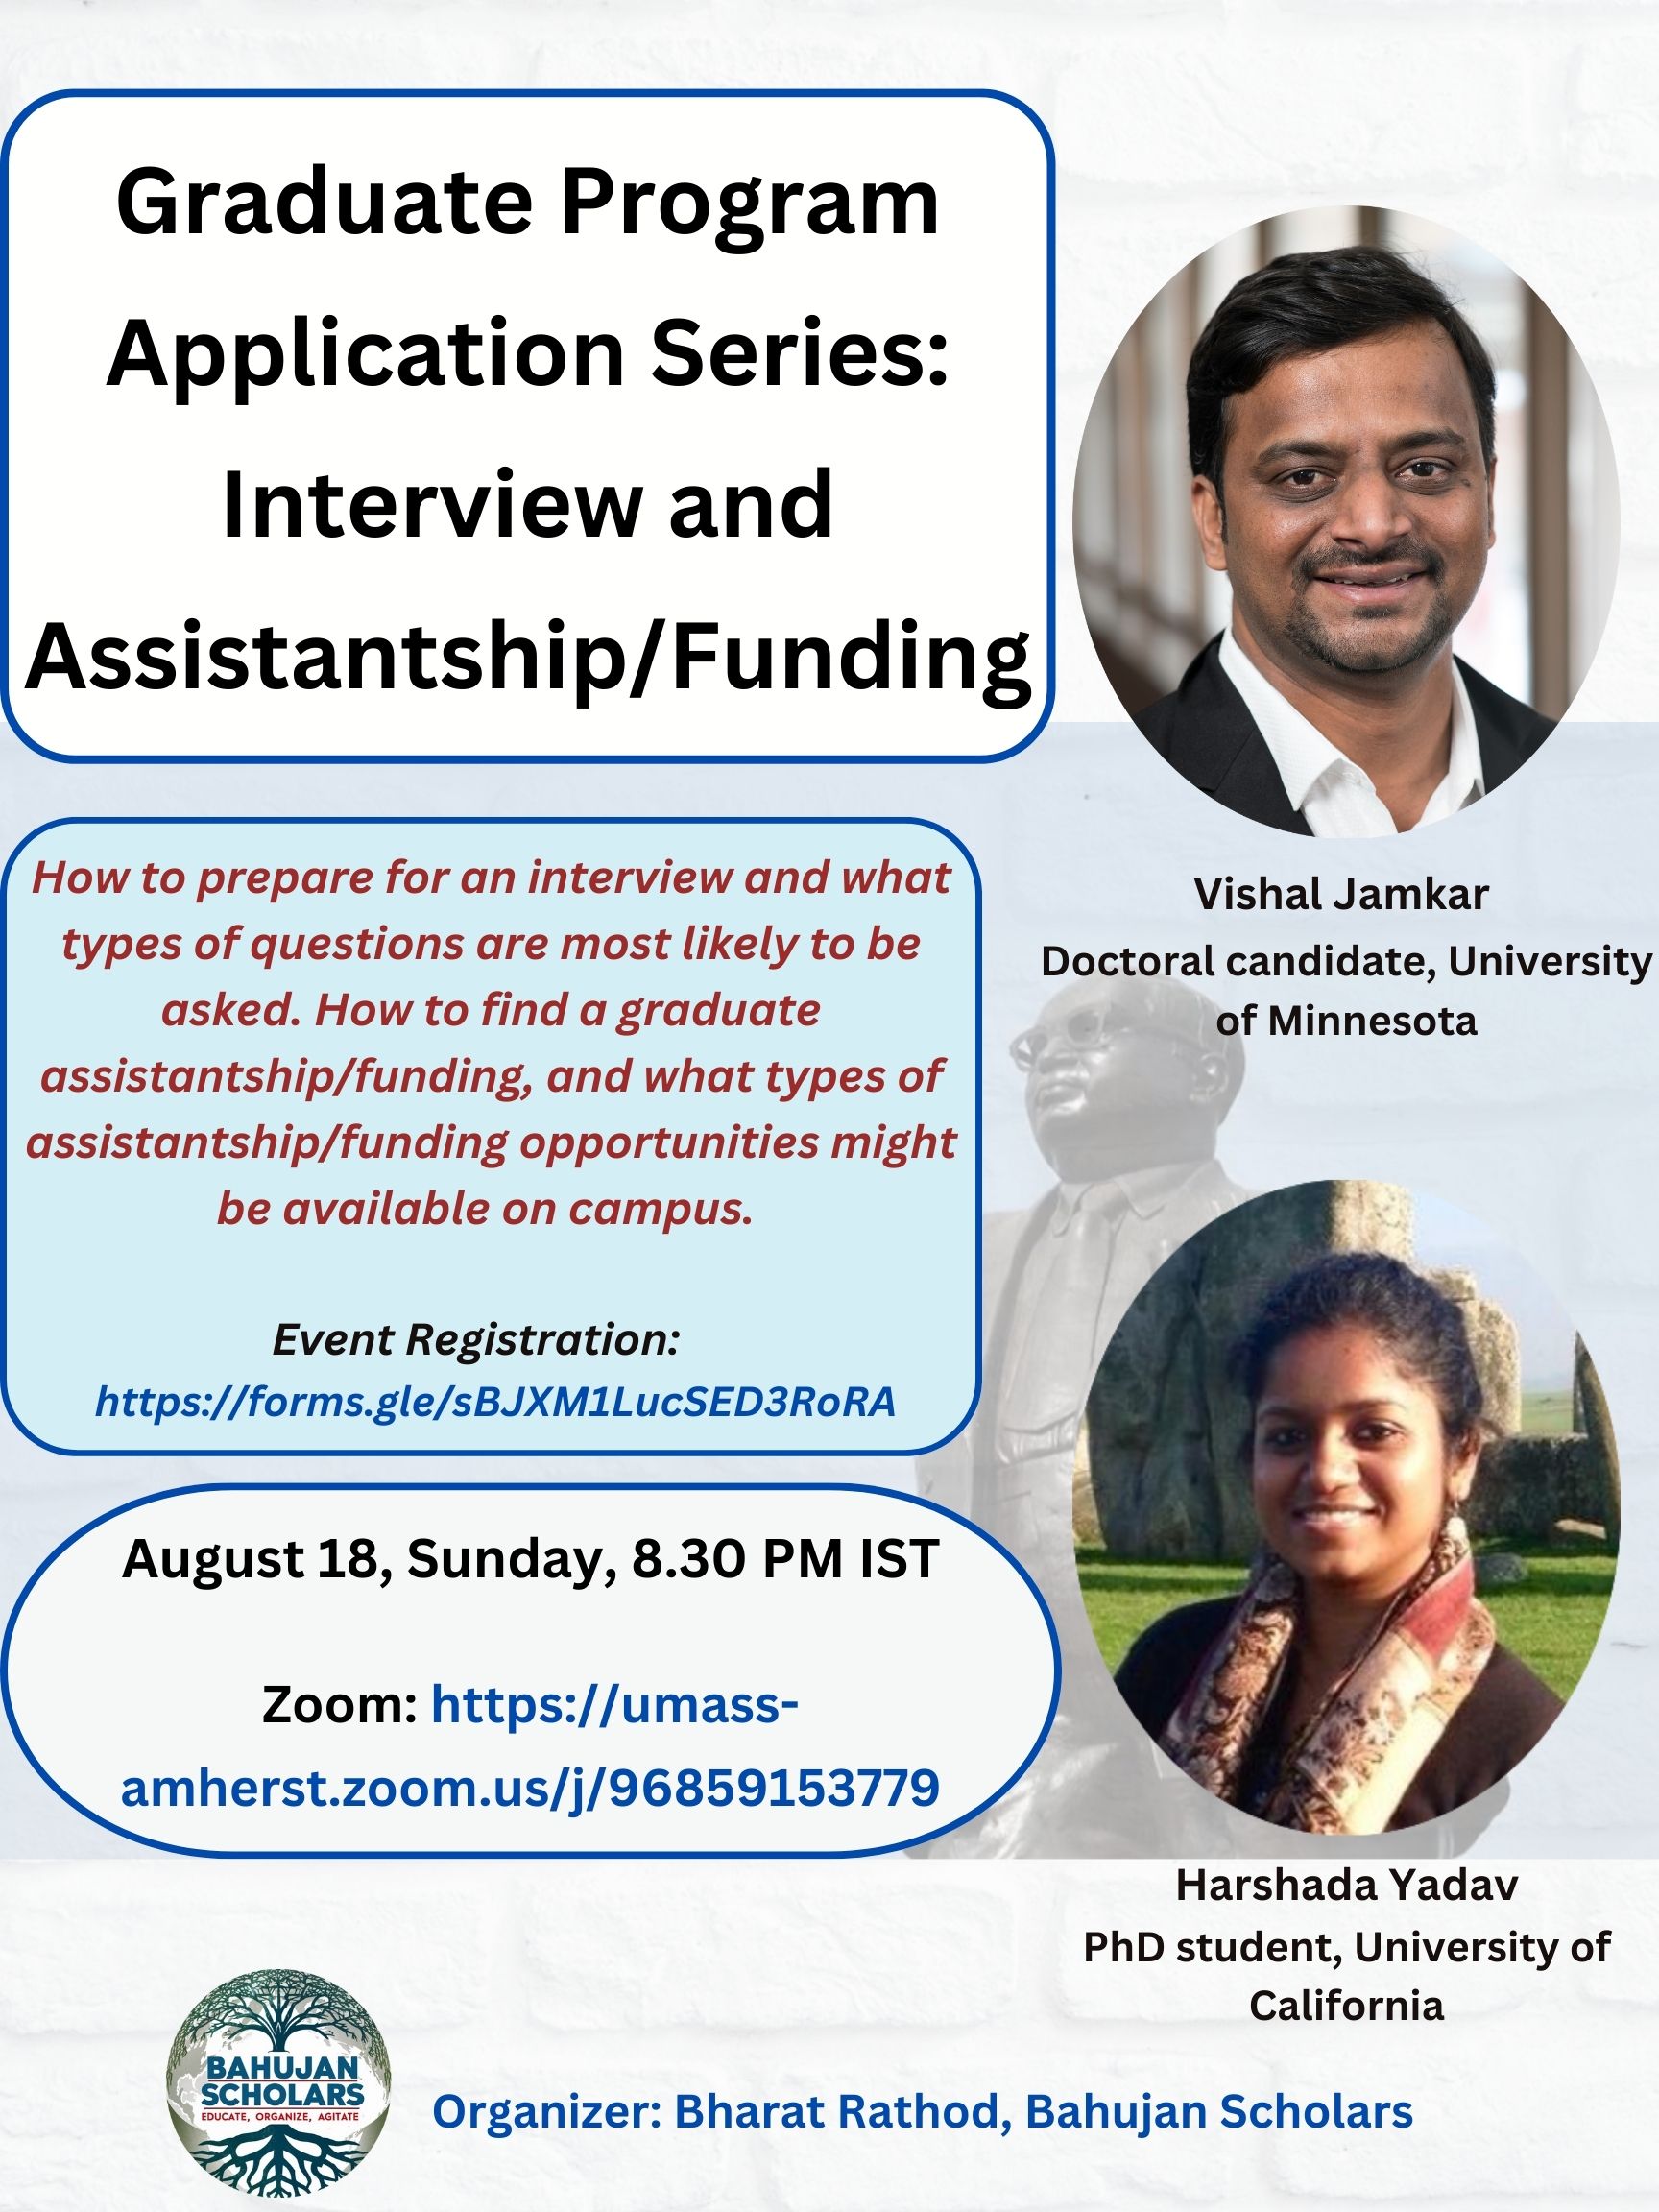 Graduate Program
Application Series:
Interview and
Assistantship/Funding
How to prepare for an interview and what
types of questions are most likely to be
asked. How to find a graduate
assistantship/funding, and what types of
assistantship/funding opportunities might
be available on campus.
Event Registration:
https://forms.gle/sBJXM1LucSED3RoRA
August 18, Sunday, 8.30 PM IST
Zoom: https://umass-
amherst.zoom.us/j/96859153779
Vishal Jamkar
Doctoral candidate, University
of Minnesota
Harshada Yadav
PhD student, University of
California
BAHUJAN
SCHOLARS
EDUCATE, ORGANIZE, AGITATE
Organizer: Bharat Rathod, Bahujan Scholars